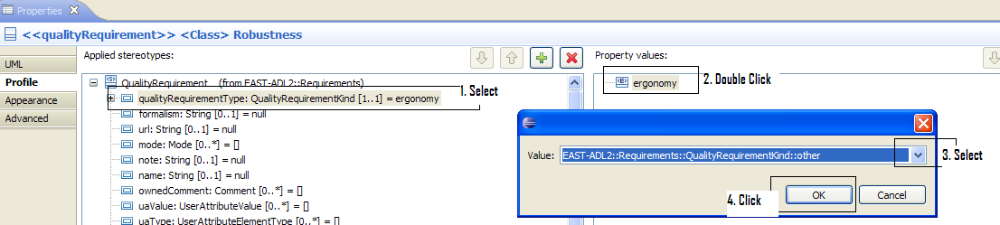 Properties
<<qualityRequirement>> <Class> Robustness
UML
Profile
Appearance
Advanced
Applied stereotypes:
QualityRequirement (from EAST-ADL2::Requirements)
qualityRequirementType: QualityRequirementKind [1..1] = ergonomy
1. Select
formalism: String [0..1] = null
url: String [0..1] = null
mode: Mode [0..*] = []
note: String [0..1] = null
name: String [0..1] = null
ownedComment: Comment [0..*] = []
uaValue: UserAttributeValue [0..*] = []
uaType: UserAttributeElementType [0..*] = []
Property values:
ergonomy
2. Double Click
Value:
EAST-ADL2::Requirements::QualityRequirementKind::other
3. Select
4. Click
OK
Cancel